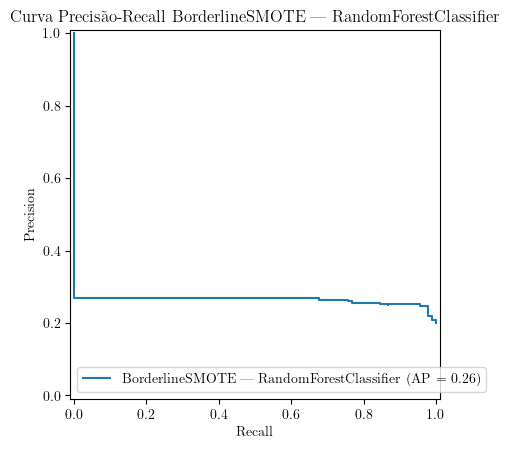 Curva Precisão-Recall BorderlineSMOTE — RandomForestClassifier
1.0
0.8
0.6
0.4
0.2
0.0
Precision
BorderlineSMOTE — RandomForestClassifier (AP = 0.26)
0.0 0.2 0.4 0.6 0.8 1.0
Recall